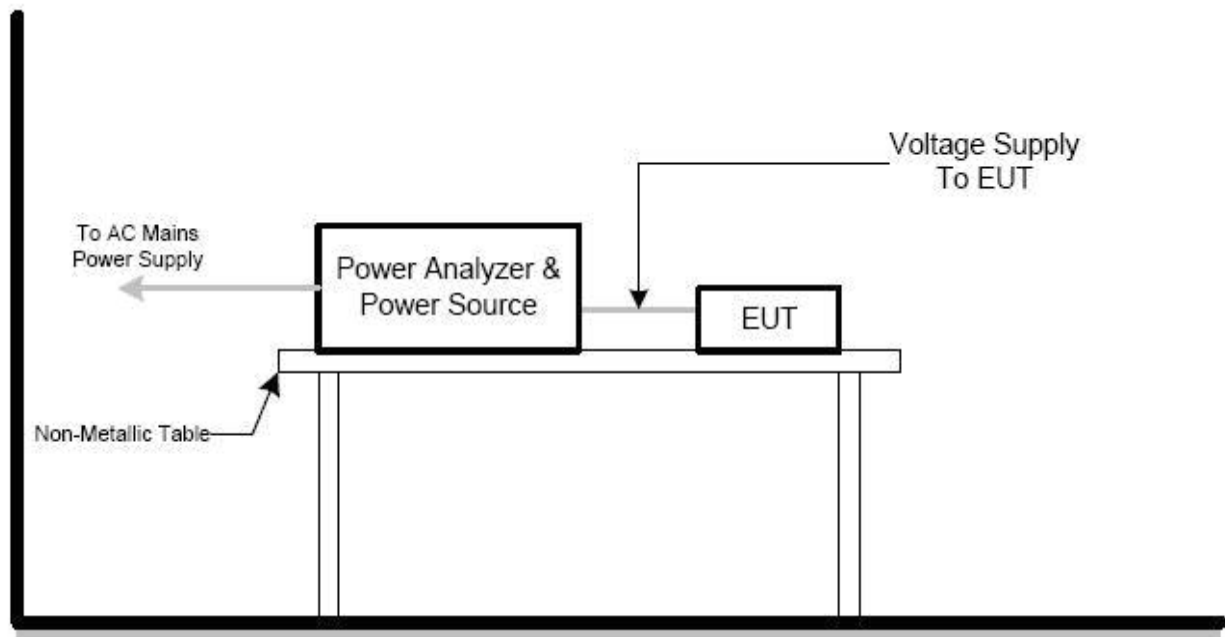 Voltage Supply
To EUT
To AC Mains
Power Supply
Power Analyzer &
Power Source
EUT
Non-Metallic Table